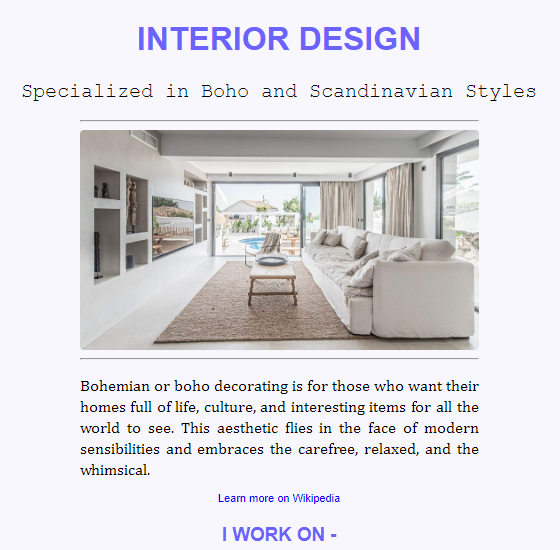 INTERIOR DESIGN
Specialized in Boho and Scandinavian Styles
Bohemian or boho decorating is for those who want their
homes full of life, culture, and interesting items for all the
world to see. This aesthetic flies in the face of modern
sensibilities and embraces the carefree, relaxed, and the
whimsical.
Learn more on Wikipedia
I WORK ON -